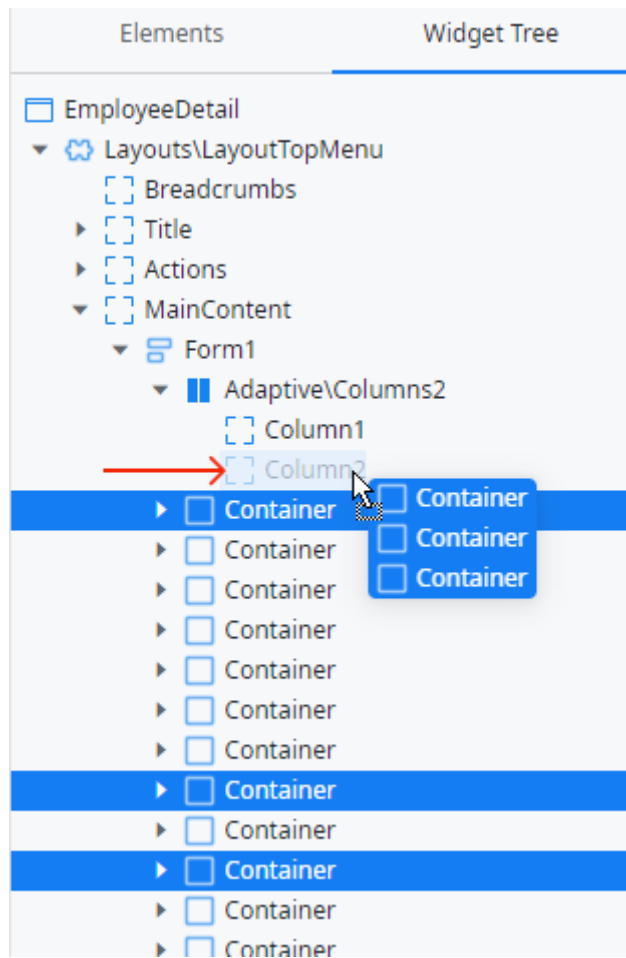 Elements Widget Tree
EmployeeDetail
Layouts\LayoutTopMenu
Breadcrumbs
Title
Actions
MainContent
Form1
Adaptive\Columns2
Column1
Column2
Container Container
Container
Container
Container
Container
Container
Container
Container
Container
Container
Container
Container
Container
Container